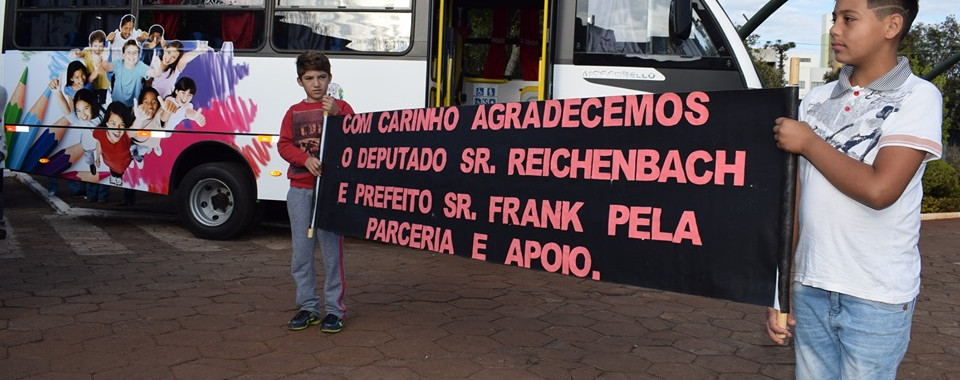 COM CARINHO AGRADECEMOS
O DEPUTADO SR. REICHENBACH
E PREFEITO SR. FRANK PELA
PARCERIA E APOIO.